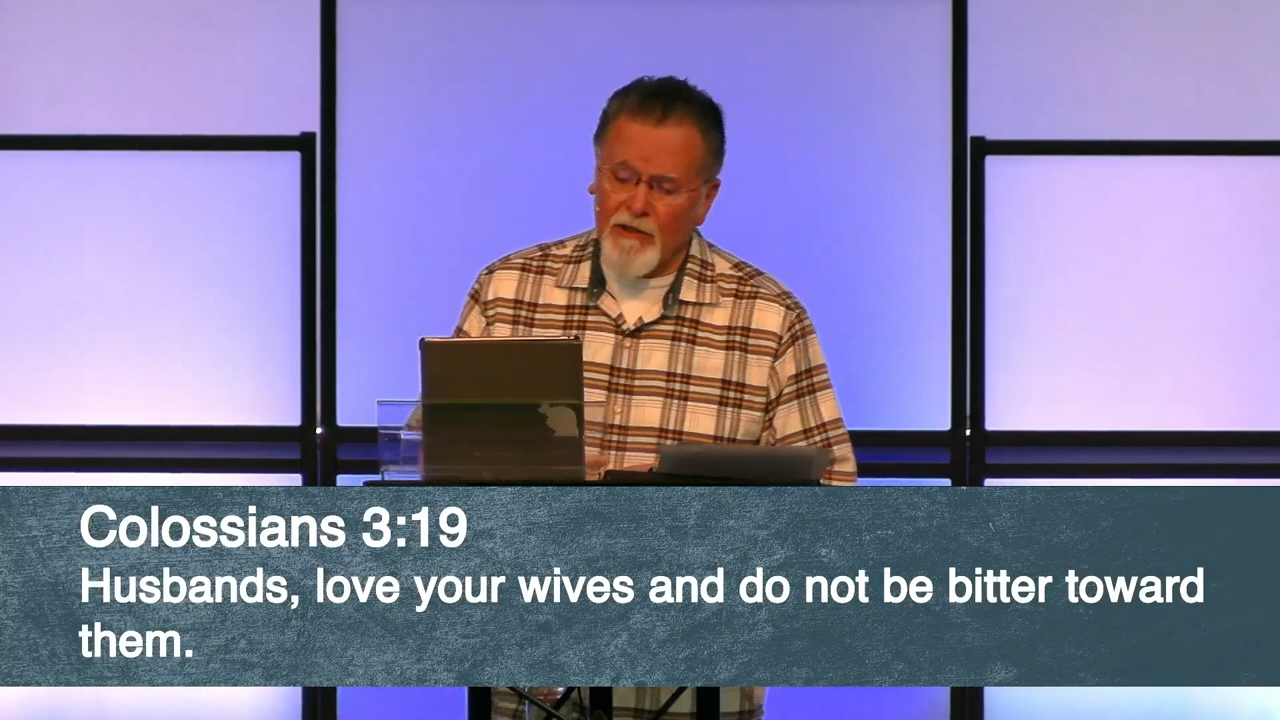 Colossians 3:19
Husbands, love your wives and do not be bitter toward
them.